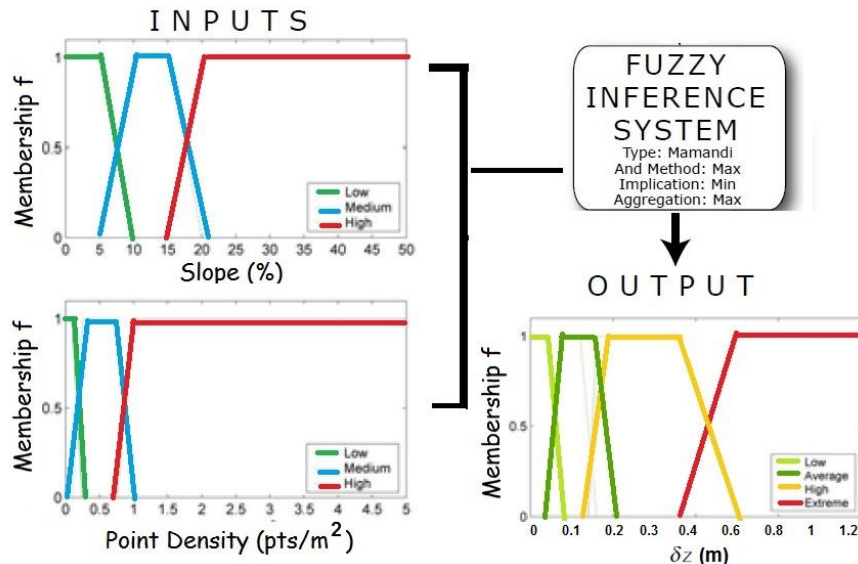 INPUTS
Membership f
1
0.5
0
Low
Medium
High
0 5 10 15 20 25 30 35 40 45 50
Slope (%)
Membership f
1
0.5
0
Low
Medium
High
0 0.5 1 1.5 2 2.5 3 3.5 4 4.5 5
Point Density (pts/m²)
FUZZY
INFERENCE
SYSTEM
Type: Mamandi
And Method: Max
Implication: Min
Aggregation: Max
OUTPUT
Membership f
1
0.5
0
Low
Average
High
Extreme
0 0.1 0.2 0.3 0.4 0.6 0.8 1 1.2
δz (m)